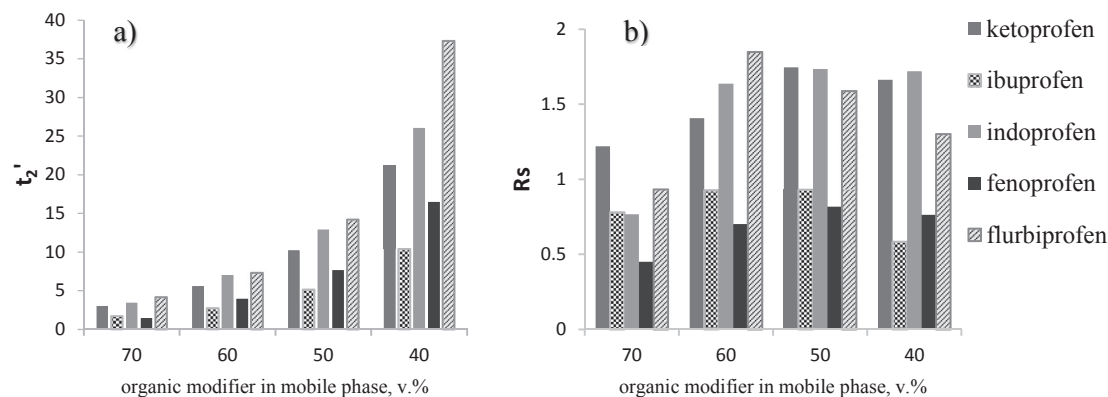 a)
40
35
30
25
20
15
10
5
0
t₂'
70 60 50 40
organic modifier in mobile phase, v.%
b)
2
1.5
1
0.5
0
Rs
70 60 50 40
organic modifier in mobile phase, v.%
ketoprofen
ibuprofen
indoprofen
fenoprofen
flurbiprofen